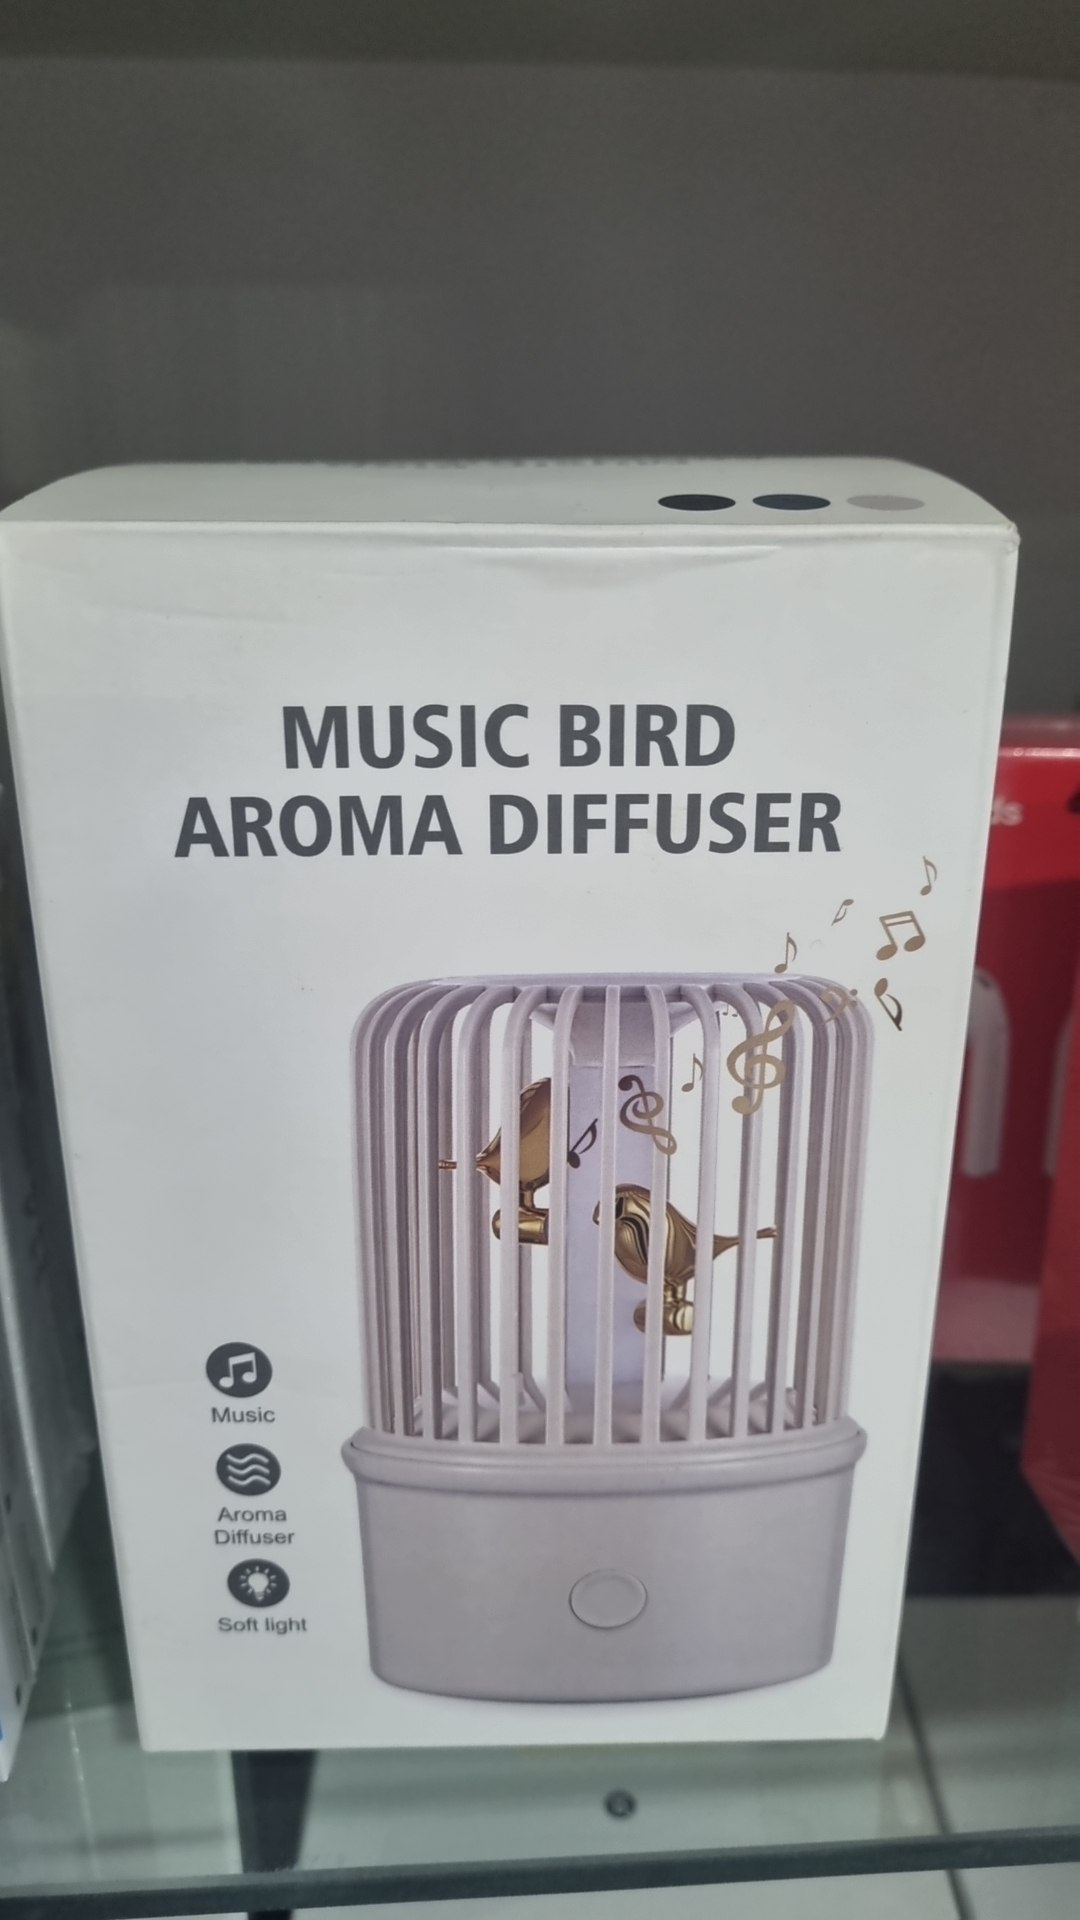 MUSIC BIRD
AROMA DIFFUSER
Music
Aroma
Diffuser
Soft light